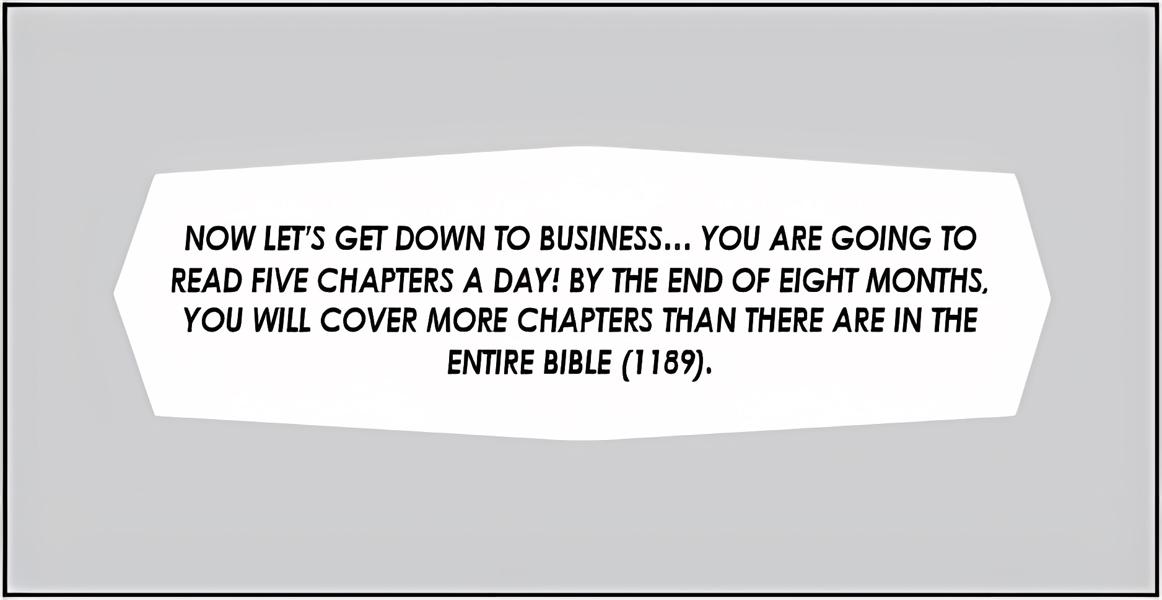 NOW LET'S GET DOWN TO BUSINESS... YOU ARE GOING TO
READ FIVE CHAPTERS A DAY! BY THE END OF EIGHT MONTHS,
YOU WILL COVER MORE CHAPTERS THAN THERE ARE IN THE
ENTIRE BIBLE (1189).